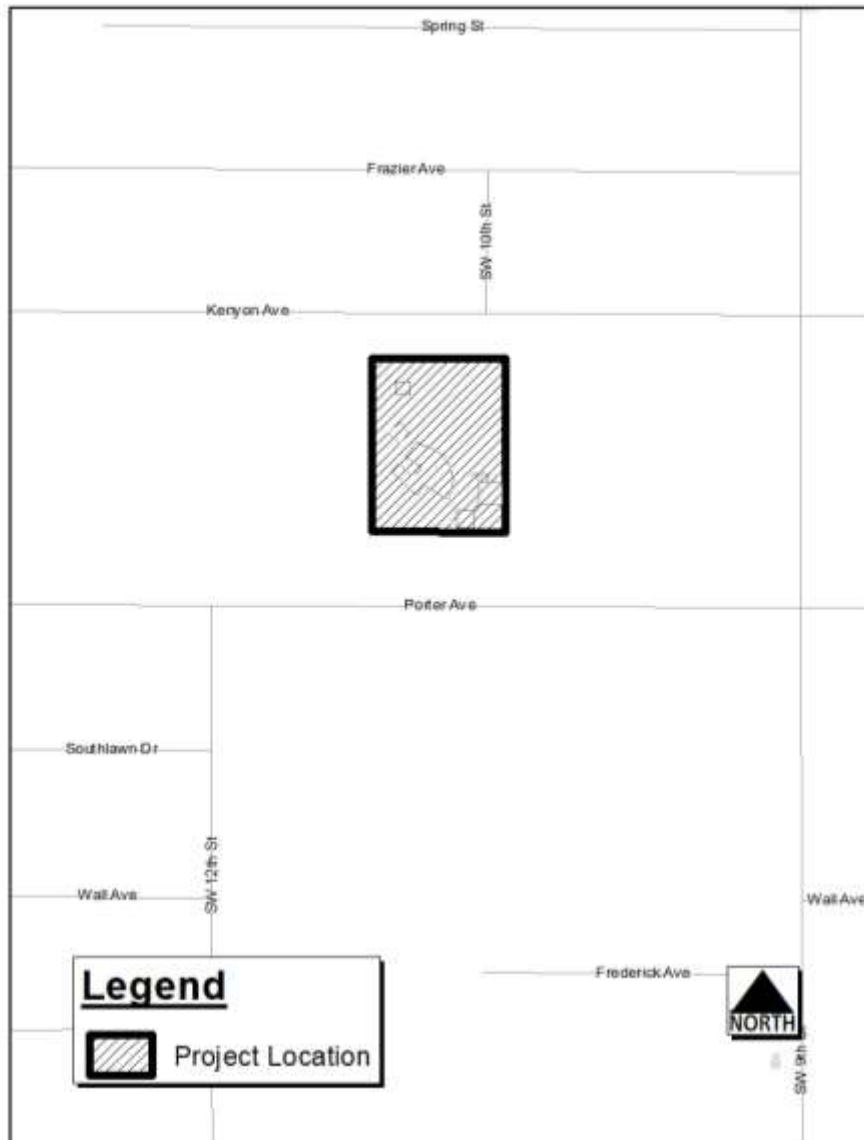 Spring St
Frazier Ave
SW 10th St
Kenyon Ave
Porter Ave
Southlawn Dr
SW 12th St
Wall Ave
Wall Ave
Frederick Ave
NORTH
SW 9th
Legend
Project Location